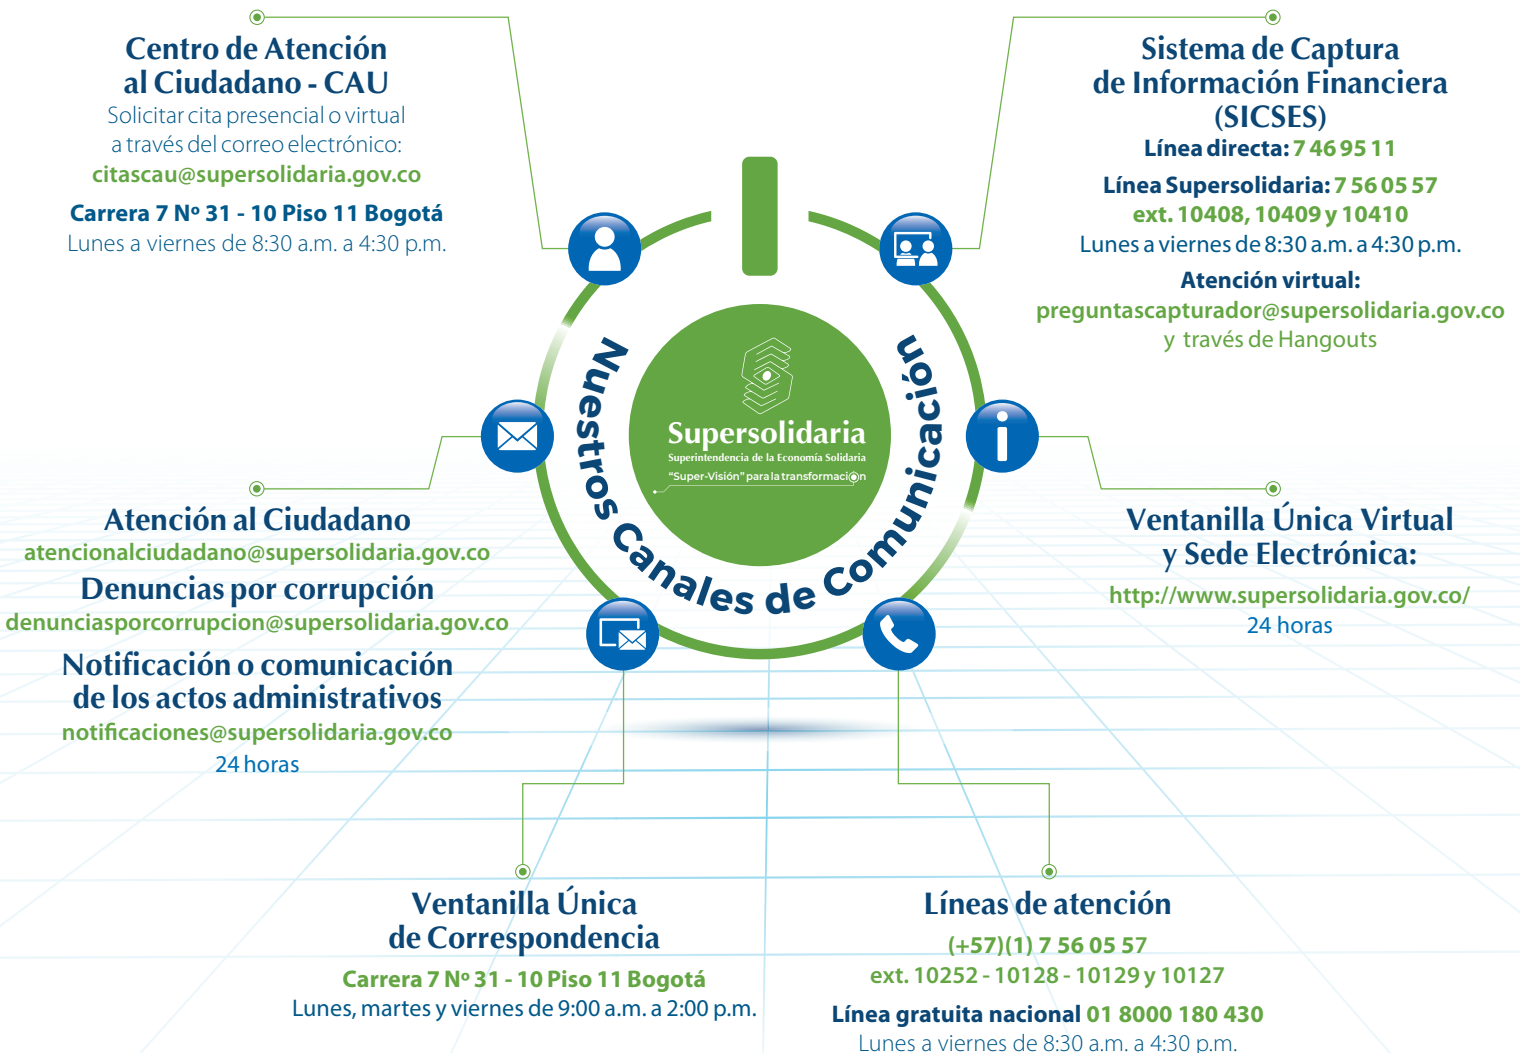 Centro de Atención
al Ciudadano - CAU
Solicitar cita presencial o virtual
a través del correo electrónico:
citascau@supersolidaria.gov.co
Carrera 7 Nº 31 - 10 Piso 11 Bogotá
Lunes a viernes de 8:30 a.m. a 4:30 p.m.
Sistema de Captura
de Información Financiera
(SICSES)
Línea directa: 7 46 95 11
Línea Supersolidaria: 7 56 05 57
ext. 10408, 10409 y 10410
Lunes a viernes de 8:30 a.m. a 4:30 p.m.
Atención virtual:
preguntascapturador@supersolidaria.gov.co
y través de Hangouts
Nuestros Canales de Comunicación
Supersolidaria
Superintendencia de la Economía Solidaria
"Super-Visión" para la transformación
Atención al Ciudadano
atencionalciudadano@supersolidaria.gov.co
Denuncias por corrupción
denunciasporcorrupcion@supersolidaria.gov.co
Notificación o comunicación
de los actos administrativos
notificaciones@supersolidaria.gov.co
24 horas
Ventanilla Única Virtual
y Sede Electrónica:
http://www.supersolidaria.gov.co/
24 horas
Ventanilla Única
de Correspondencia
Carrera 7 Nº 31 - 10 Piso 11 Bogotá
Lunes, martes y viernes de 9:00 a.m. a 2:00 p.m.
Líneas de atención
(+57)(1) 7 56 05 57
ext. 10252 - 10128 - 10129 y 10127
Línea gratuita nacional 01 8000 180 430
Lunes a viernes de 8:30 a.m. a 4:30 p.m.